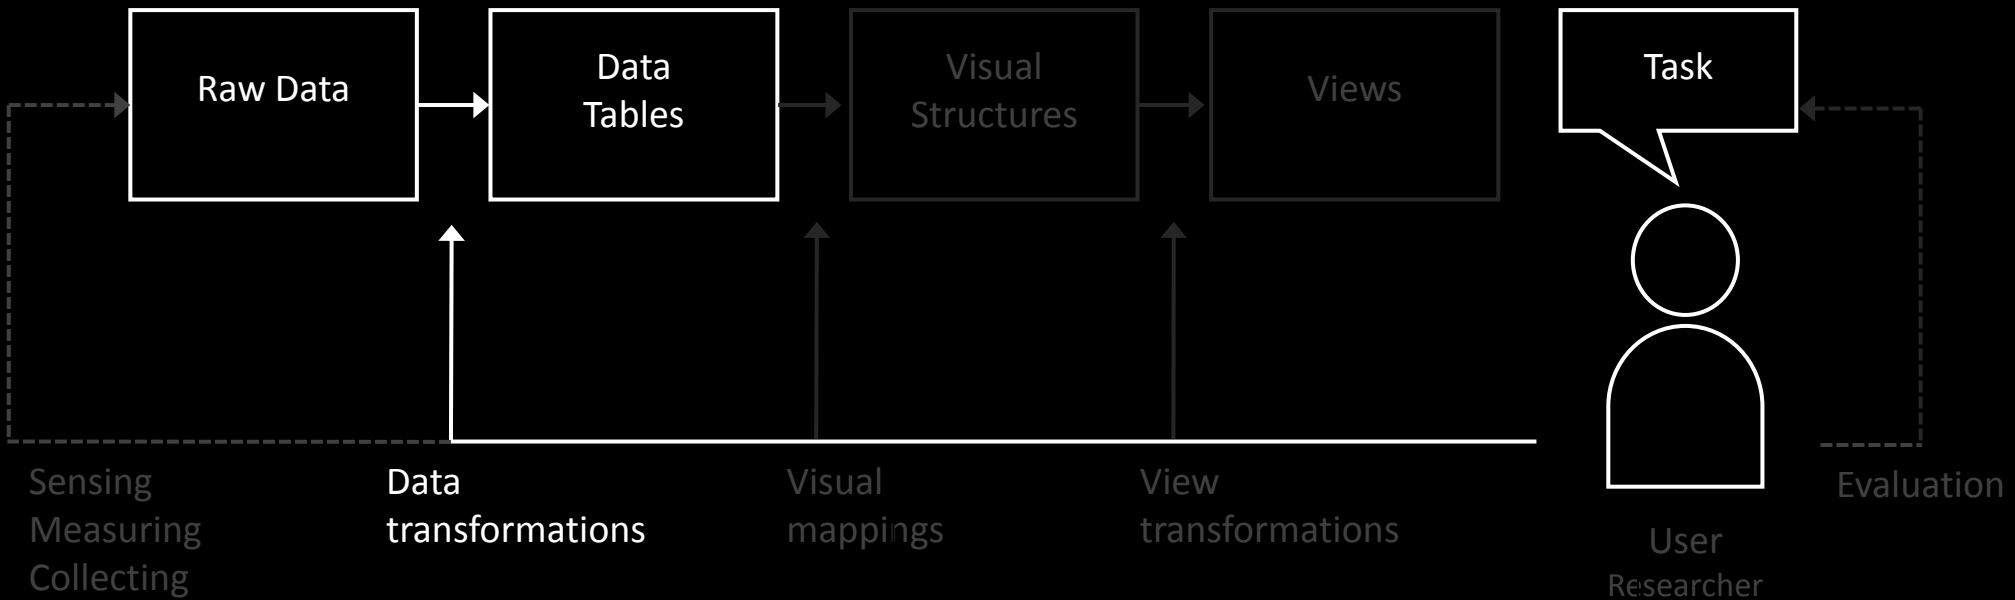 Raw Data
Data
Tables
Visual
Structures
Views
Task
Sensing
Measuring
Collecting
Data
transformations
Visual
mappings
View
transformations
User
Researcher
Evaluation